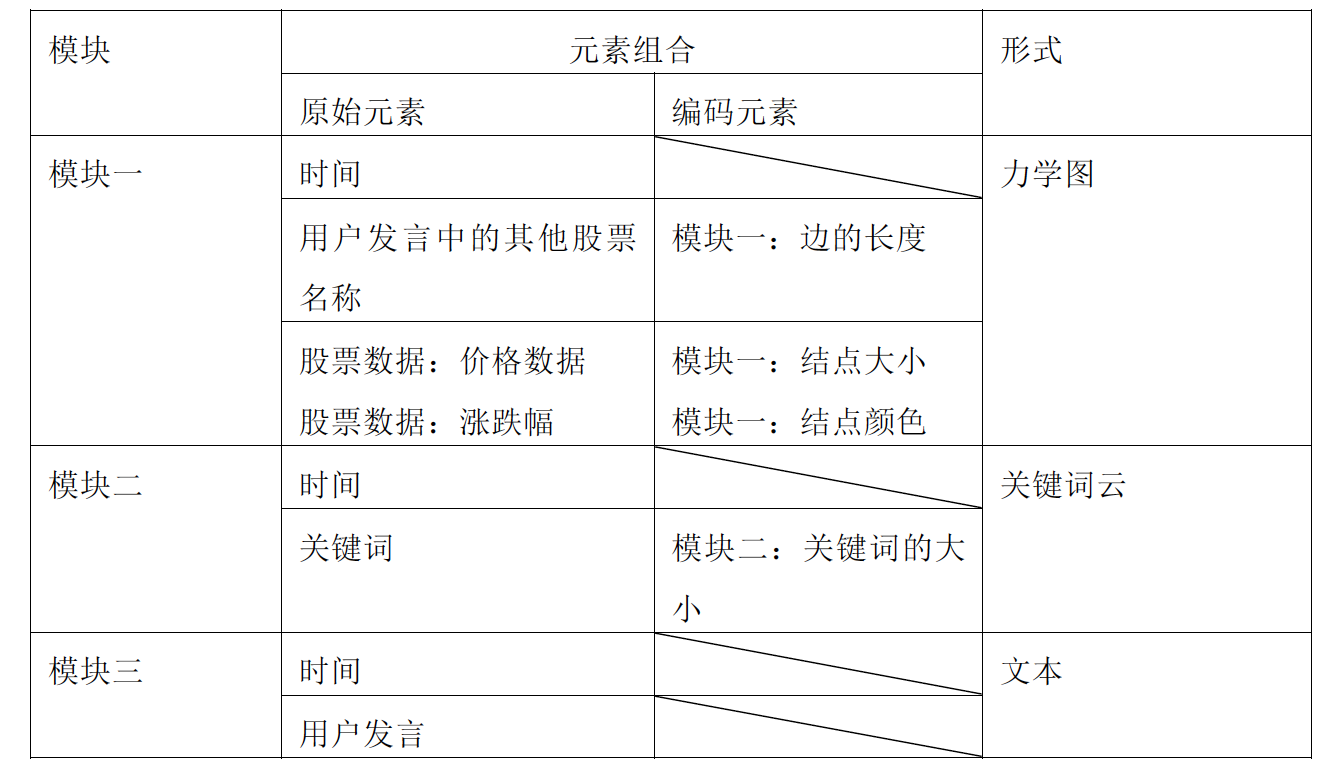 模块
元素组合
形式
原始元素
编码元素
模块一
时间
力学图
用户发言中的其他股票
名称
模块一：边的长度
股票数据：价格数据
股票数据：涨跌幅
模块一：结点大小
模块一：结点颜色
模块二
时间
关键词云
关键词
模块二：关键词的大
小
模块三
时间
文本
用户发言